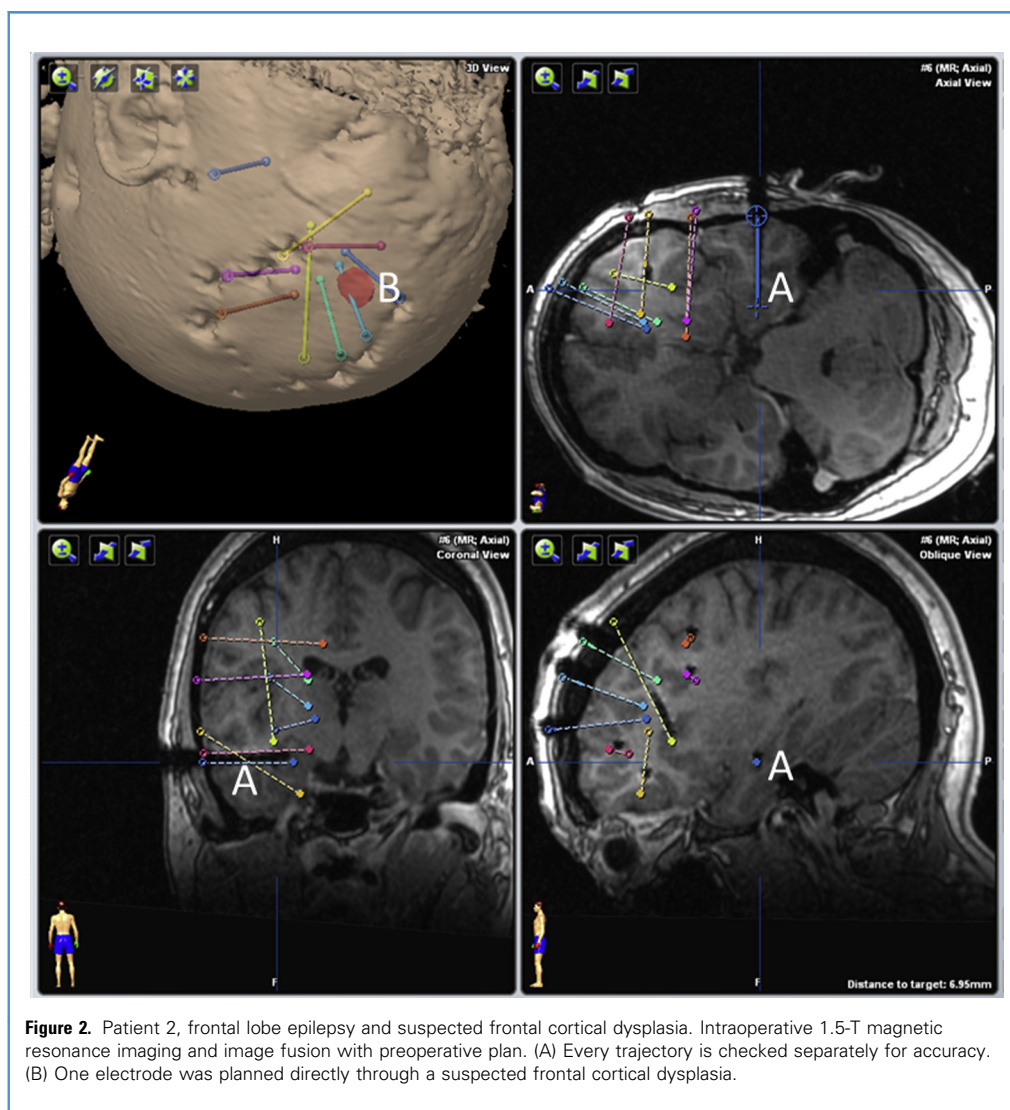 3D View
B
#6 (MR; Axial)
Axial View
A
A
P
#6 (MR; Axial)
Coronal View
H
A
F
#6 (MR; Axial)
Oblique View
H
A
A
P
F
Distance to target: 6.95mm
Figure 2. Patient 2, frontal lobe epilepsy and suspected frontal cortical dysplasia. Intraoperative 1.5-T magnetic
resonance imaging and image fusion with preoperative plan. (A) Every trajectory is checked separately for accuracy.
(B) One electrode was planned directly through a suspected frontal cortical dysplasia.